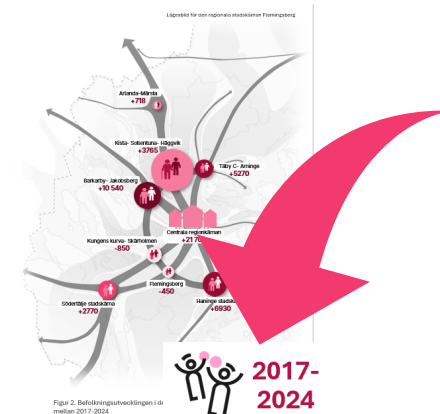 Lägesbild för den regionala stadskärnan Flemingsberg
Arlanda-Märsta
+718
Kista- Sollentuna- Häggvik
+3765
Täby C- Arninge
+5270
Barkarby- Jakobsberg
+10 540
Centrala regionkärnan
+21
Kungens kurva- Skärholmen
-850
Flemingsberg
-450
Haninge
+6930
Södertälje stadskärna
+2770
2017-
2024
Figur 2. Befolkningsutvecklingen i
mellan 2017-2024